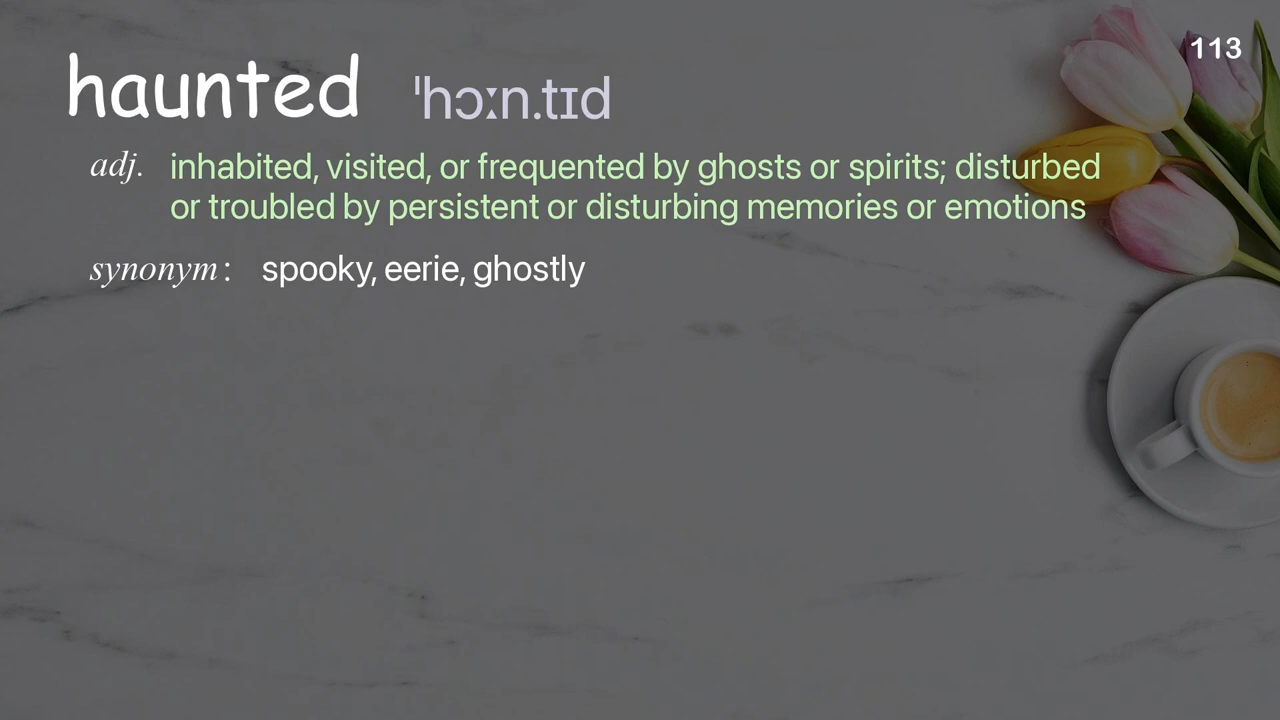 113
haunted ˈhɔːn.tɪd
adj. inhabited, visited, or frequented by ghosts or spirits; disturbed
or troubled by persistent or disturbing memories or emotions
synonym: spooky, eerie, ghostly